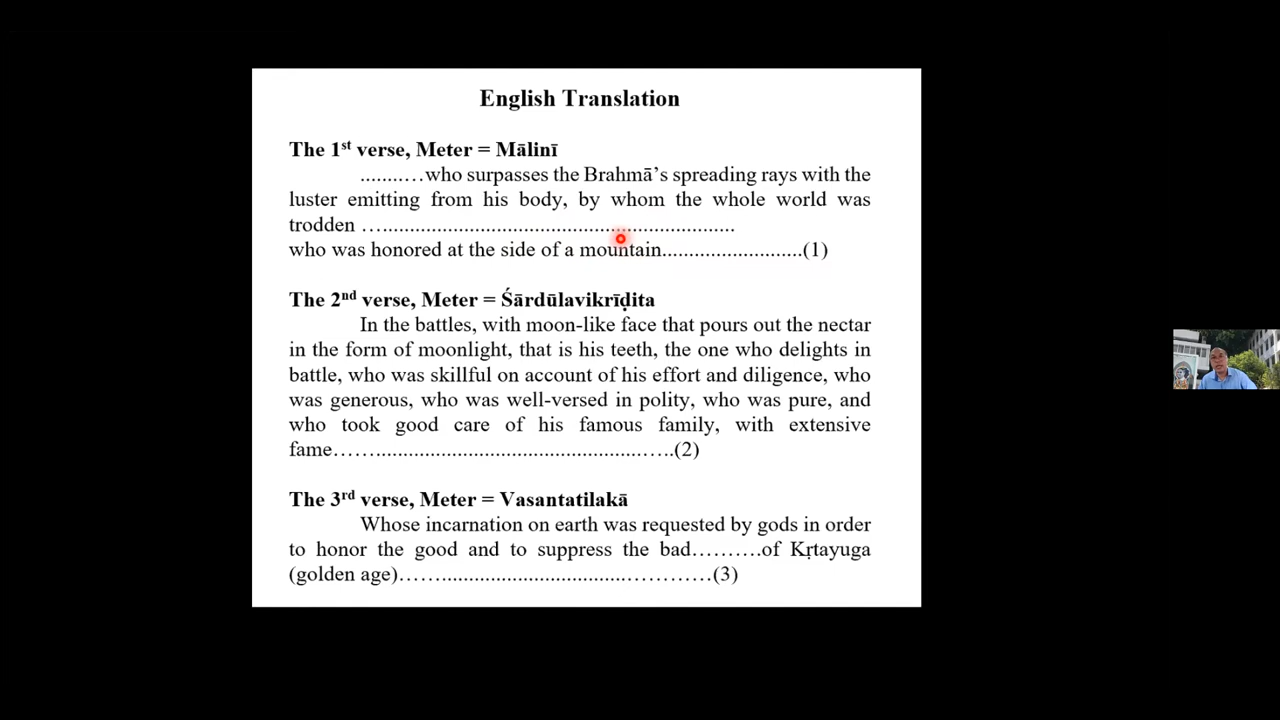 English Translation
The 1st verse, Meter = Mālinī
........…who surpasses the Brahmā’s spreading rays with the
luster emitting from his body, by whom the whole world was
trodden …................................................................
who was honored at the side of a mountain..........................(1)
The 2nd verse, Meter = Śārdūlavikrīḍita
In the battles, with moon-like face that pours out the nectar
in the form of moonlight, that is his teeth, the one who delights in
battle, who was skillful on account of his effort and diligence, who
was generous, who was well-versed in polity, who was pure, and
who took good care of his famous family, with extensive
fame……................................................…..(2)
The 3rd verse, Meter = Vasantatilakā
Whose incarnation on earth was requested by gods in order
to honor the good and to suppress the bad……….of Kṛtayuga
(golden age)……..................................…………(3)